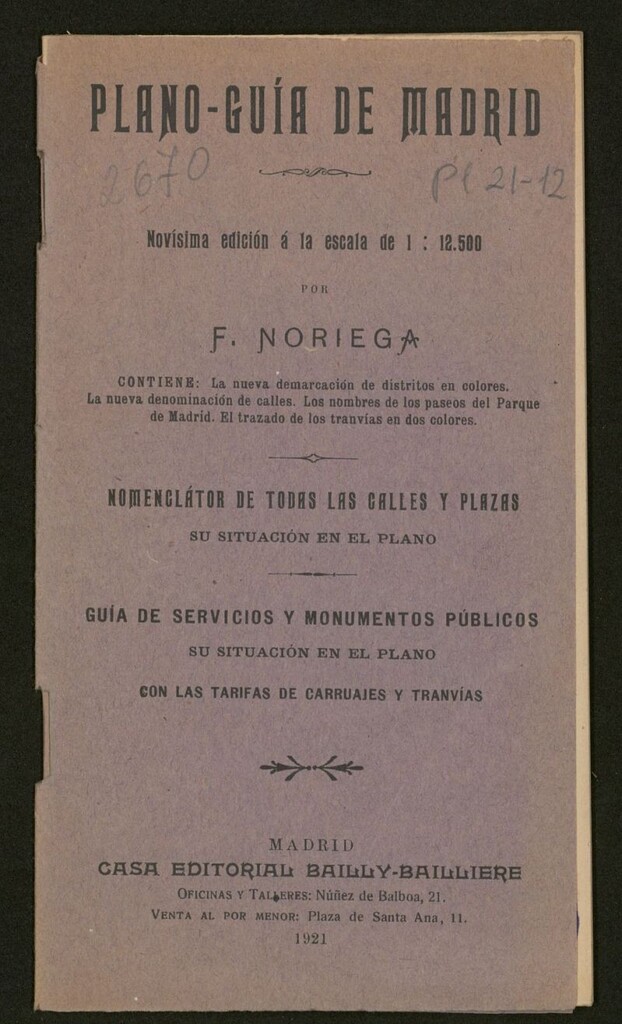 PLANO-GUÍA DE MADRID
2670
Pl 21-12
Novísima edición á la escala de 1 : 12.500
POR
F. NORIEGA
CONTIENE: La nueva demarcación de distritos en colores.
La nueva denominación de calles. Los nombres de los paseos del Parque
de Madrid. El trazado de los tranvías en dos colores.
NOMENCLÁTOR DE TODAS LAS CALLES Y PLAZAS
SU SITUACIÓN EN EL PLANO
GUÍA DE SERVICIOS Y MONUMENTOS PÚBLICOS
SU SITUACIÓN EN EL PLANO
CON LAS TARIFAS DE CARRUAJES Y TRANVÍAS
MADRID
CASA EDITORIAL BAILLY-BAILLIERE
OFICINAS Y TALLERES: Núñez de Balboa, 21.
VENTA AL POR MENOR: Plaza de Santa Ana, 11.
1921